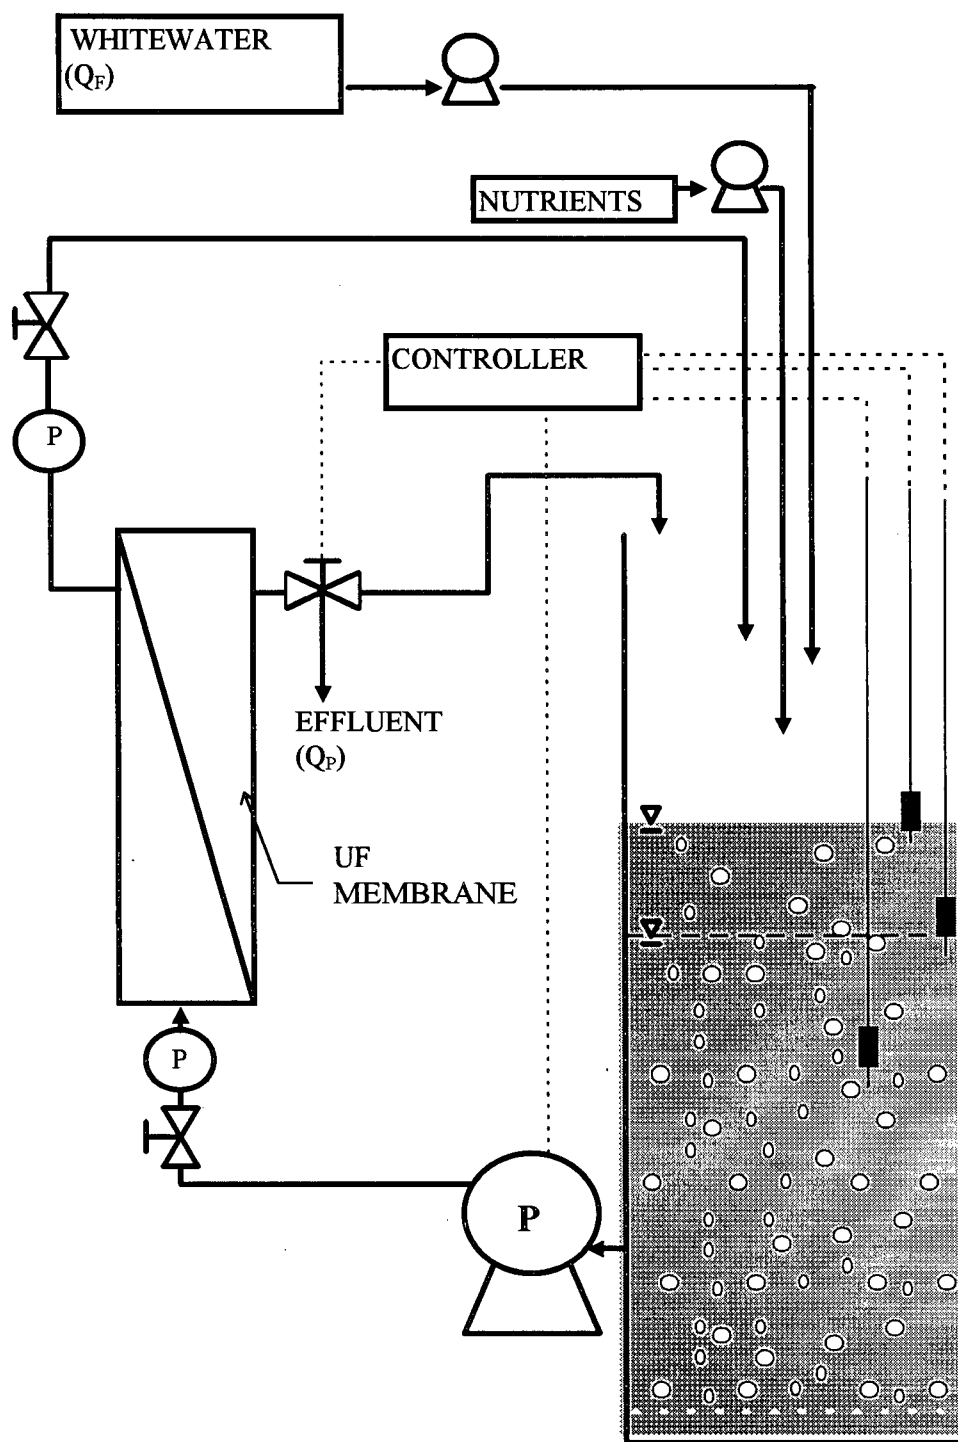 WHITEWATER
(QF)
NUTRIENTS
CONTROLLER
P
EFFLUENT
(QP)
UF
MEMBRANE
P
P